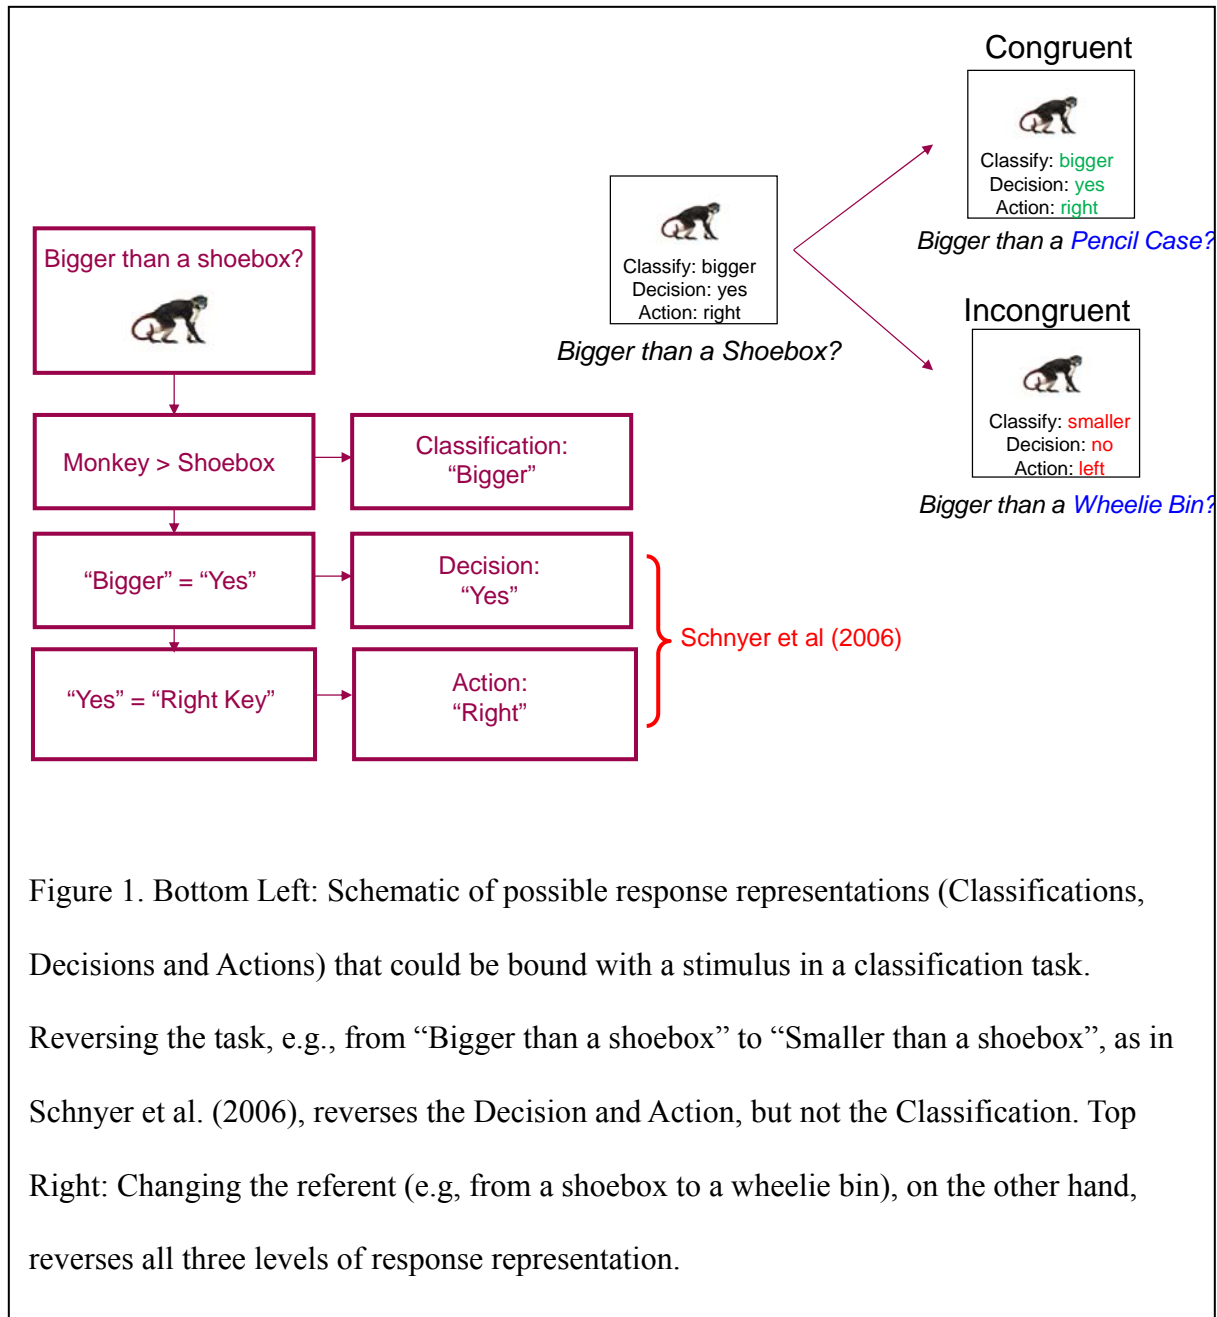 Bigger than a shoebox?
Monkey > Shoebox
Classification:
“Bigger”
“Bigger” = “Yes”
Decision:
“Yes”
“Yes” = “Right Key”
Action:
“Right”
Schnyer et al (2006)
Classify: bigger
Decision: yes
Action: right
Bigger than a Shoebox?
Congruent
Classify: bigger
Decision: yes
Action: right
Bigger than a Pencil Case?
Incongruent
Classify: smaller
Decision: no
Action: left
Bigger than a Wheelie Bin?
Figure 1. Bottom Left: Schematic of possible response representations (Classifications,
Decisions and Actions) that could be bound with a stimulus in a classification task.
Reversing the task, e.g., from “Bigger than a shoebox” to “Smaller than a shoebox”, as in
Schnyer et al. (2006), reverses the Decision and Action, but not the Classification. Top
Right: Changing the referent (e.g, from a shoebox to a wheelie bin), on the other hand,
reverses all three levels of response representation.